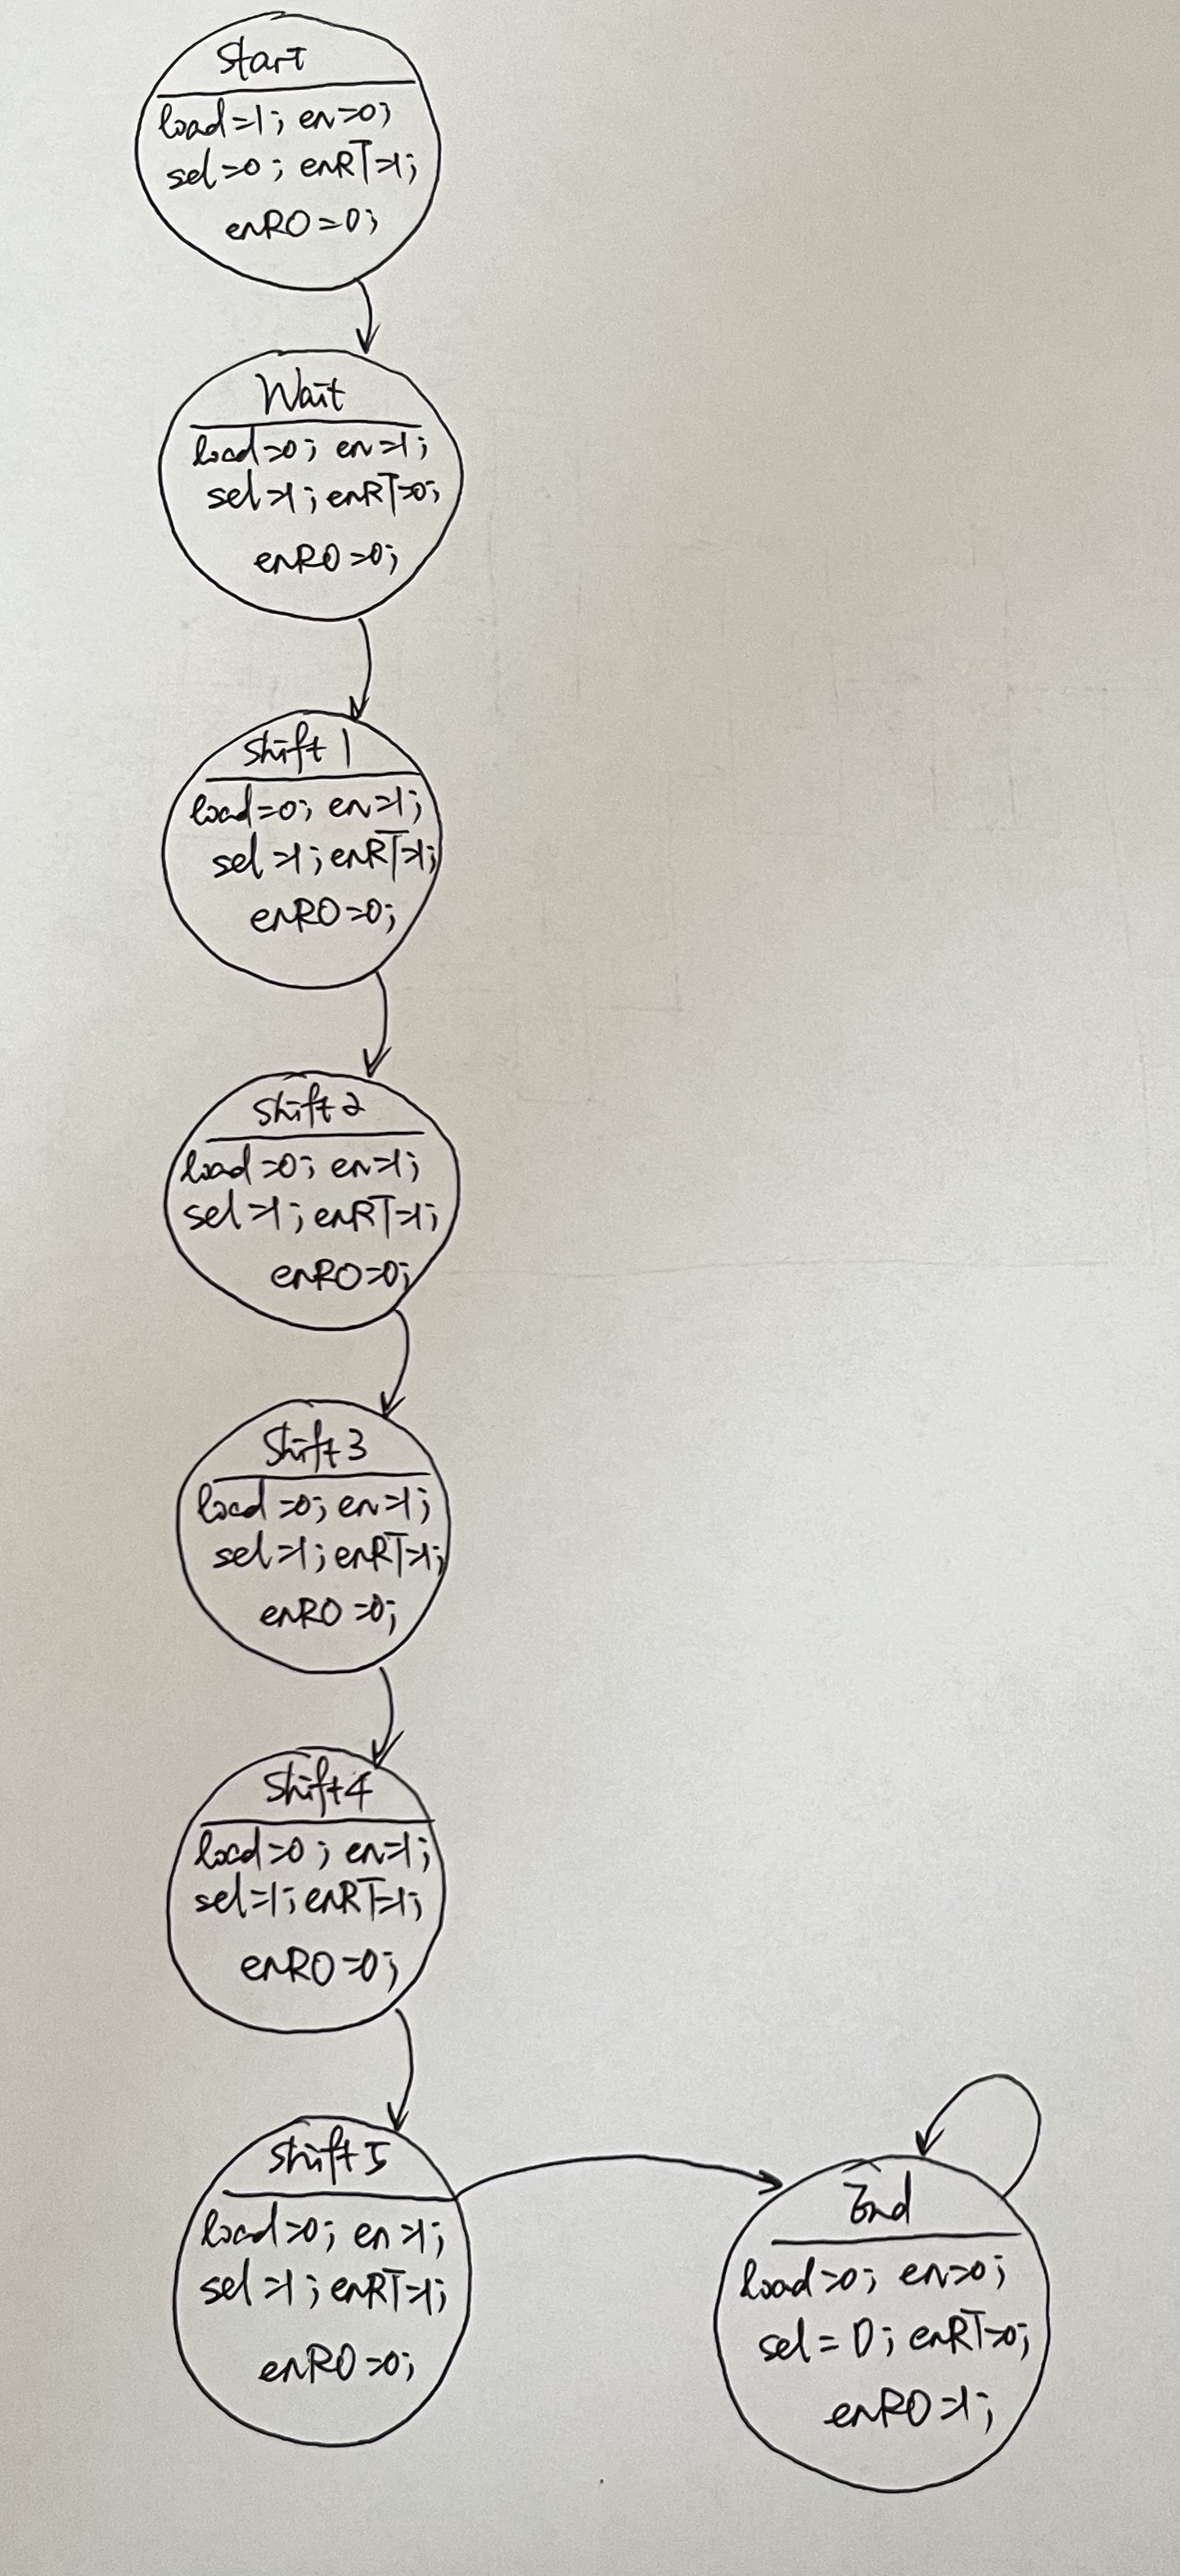 Start
load=1; en=0;
sel=0; enRT=1;
enRO=0;
Wait
load=0; en=1;
sel=1; enRT=0;
enRO=0;
Shift 1
load=0; en=1;
sel=1; enRT=1;
enRO=0;
Shift 2
load=0; en=1;
sel=1; enRT=1;
enRO=0;
Shift 3
load=0; en=1;
sel=1; enRT=1;
enRO=0;
Shift 4
load=0; en=1;
sel=1; enRT=1;
enRO=0;
Shift 5
load=0; en=1;
sel=1; enRT=1;
enRO=0;
End
load=0; en=0;
sel=0; enRT=0;
enRO=1;